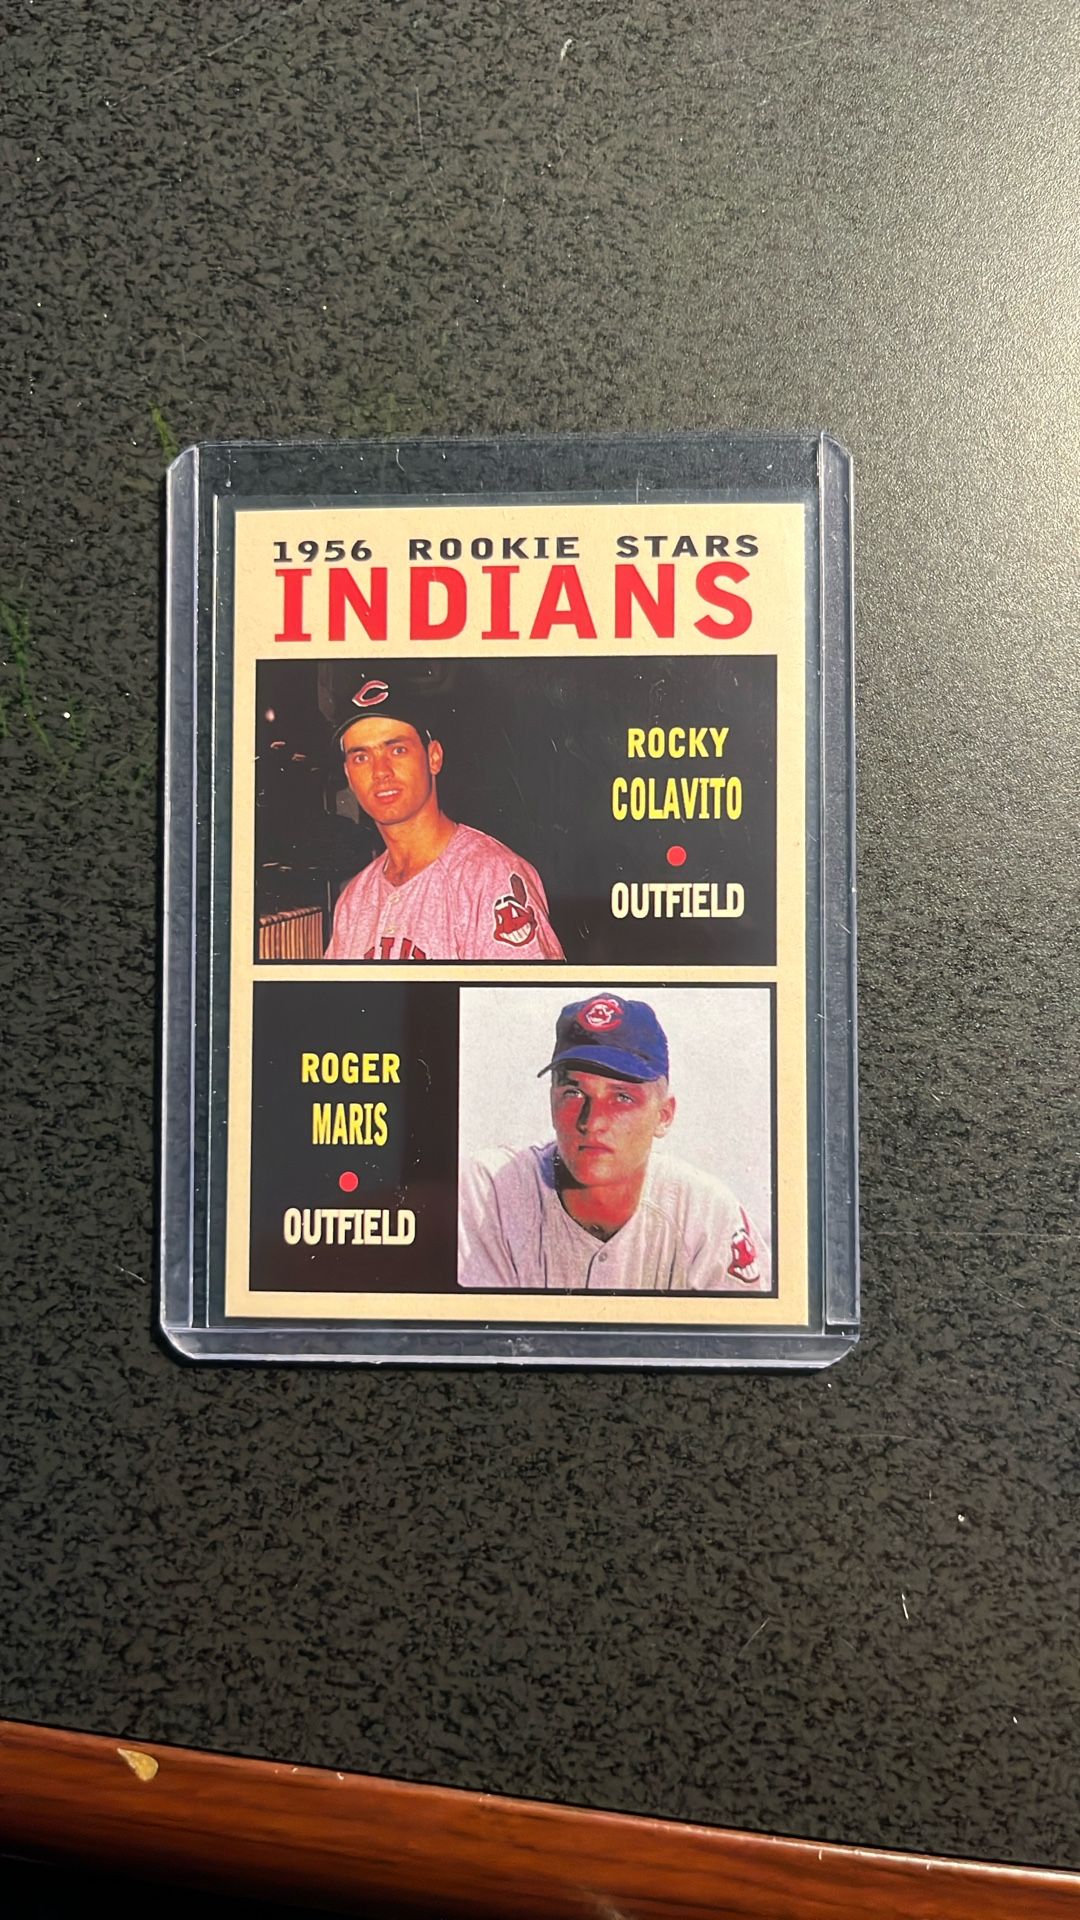 1956 ROOKIE STARS
INDIANS
C
ROCKY
COLAVITO
OUTFIELD
ROGER
MARIS
OUTFIELD